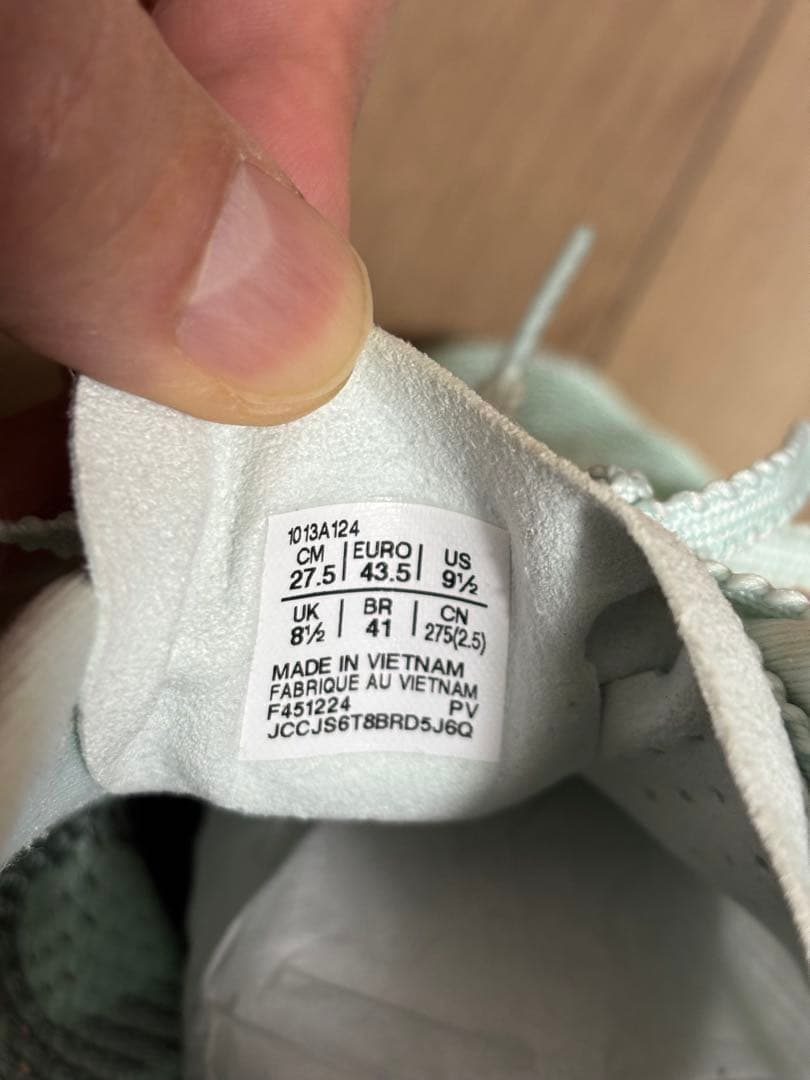 1013A124
CM | EURO | US
27.5 | 43.5 | 9½
UK | BR | CN
8½ | 41 | 275(2.5)
MADE IN VIETNAM
FABRIQUE AU VIETNAM
F451224 PV
JCCJS6T8BRD5J6Q